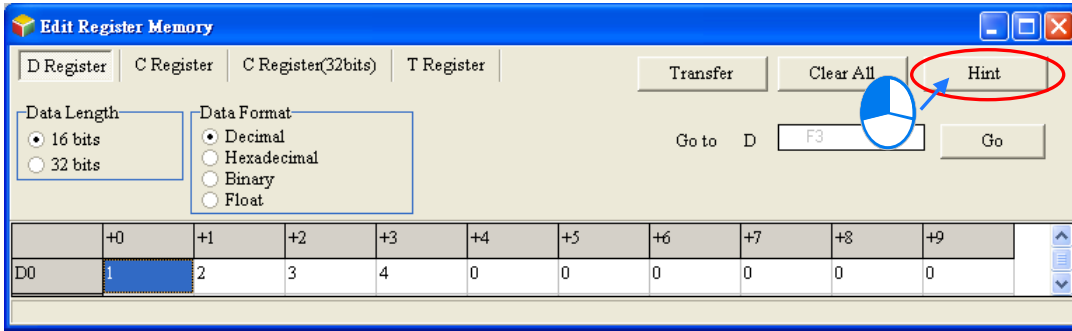 Edit Register Memory
D Register C Register C Register(32bits) T Register
Transfer Clear All Hint
Data Length Data Format
16 bits Decimal
32 bits Hexadecimal
Binary
Float
Go to D F3 Go
+0 +1 +2 +3 +4 +5 +6 +7 +8 +9
D0 1 2 3 4 0 0 0 0 0 0